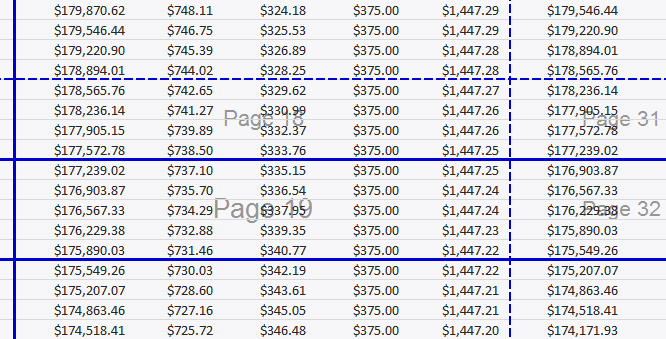 $179,870.62 $748.11 $324.18 $375.00 $1,447.29 $179,546.44
$179,546.44 $746.75 $325.53 $375.00 $1,447.29 $179,220.90
$179,220.90 $745.39 $326.89 $375.00 $1,447.28 $178,894.01
$178,894.01 $744.02 $328.25 $375.00 $1,447.28 $178,565.76
$178,565.76 $742.65 $329.62 $375.00 $1,447.27 $178,236.14
$178,236.14 $741.27 $330.99 $375.00 $1,447.26 $177,905.15
Page 18 Page 31
$177,905.15 $739.89 $332.37 $375.00 $1,447.26 $177,572.78
$177,572.78 $738.50 $333.76 $375.00 $1,447.25 $177,239.02
$177,239.02 $737.10 $335.15 $375.00 $1,447.25 $176,903.87
$176,903.87 $735.70 $336.54 $375.00 $1,447.24 $176,567.33
$176,567.33 $734.29 $337.95 $375.00 $1,447.24 $176,229.38
Page 19 Page 32
$176,229.38 $732.88 $339.35 $375.00 $1,447.23 $175,890.03
$175,890.03 $731.46 $340.77 $375.00 $1,447.22 $175,549.26
$175,549.26 $730.03 $342.19 $375.00 $1,447.22 $175,207.07
$175,207.07 $728.60 $343.61 $375.00 $1,447.21 $174,863.46
$174,863.46 $727.16 $345.05 $375.00 $1,447.21 $174,518.41
$174,518.41 $725.72 $346.48 $375.00 $1,447.20 $174,171.93